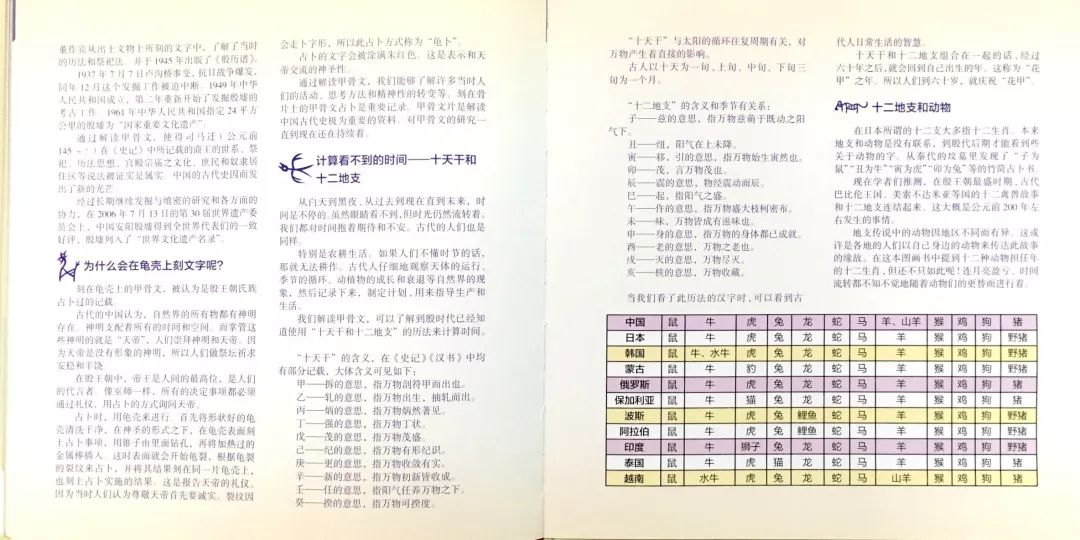 董作宾从出土文物上所刻的文字中，了解了当时
的历法和祭祀法。并于1945年出版了《殷历谱》。
1937年7月7日卢沟桥事变，抗日战争爆发，
同年12月这个发掘工作被迫中断。1949年中华
人民共和国成立，第二年重新开始了发掘殷墟的
考古工作。1961年中华人民共和国指定24平方
公里的殷墟为“国家重要文化遗产”。
通过解读甲骨文，使得司马迁（公元前
145～？）在《史记》中所记载的商王的世系、祭
祀、历法思想、宫殿宗庙之文化、庶民和奴隶居
住区等说法被证实是属实。中国的古代史因而发
出了新的光芒。
经过长期继续发掘与缜密的研究和各方面的
协力，在2006年7月13日的第30届世界遗产委
员会上，中国安阳殷墟得到全世界代表们的一致
好评，殷墟列入了“世界文化遗产名录”。
为什么会在龟壳上刻文字呢？
刻在龟壳上的甲骨文，被认为是殷王朝氏族
占卜过的记载。
古代的中国认为，自然界的所有物都有神明
存在。神明支配着所有的时间和空间。而掌管这
些神明的就是“天帝”，人们崇拜神明和天帝。因
为天帝是没有形象的神明，所以人们做祭坛祈求
安稳和丰饶。
在殷王朝中，帝王是人间的最高位，是人们
的代言者。像巫师一样，所有的决定事项都必须
通过礼仪，用占卜的方式询问天帝。
占卜时，用龟壳来进行。首先将形状好的龟
壳清洗干净，在神圣的形式之下，在龟壳表面刻
上占卜事项，用锥子由里面钻孔，再将加热过的
金属棒插入。这时表面就会开始龟裂，根据龟裂
的裂纹来占卜，并将其结果刻在同一片龟壳上，
也刻上占卜实施的结果。这是报告天帝的礼仪。
因为当时人们认为尊敬天帝首先要诚实。裂纹因
会走卜字形，所以此占卜方式称为“龟卜”。
占卜的文字会被涂满朱红色。这是表示和天
帝交流的神圣性。
通过解读甲骨文，我们能够了解许多当时人
们的活动、思考方法和精神性的转变等。刻在骨
片上的甲骨文占卜是重要记录。甲骨文片是解读
中国古代史极为重要的资料。对甲骨文的研究一
直到现在还在持续着。
计算看不到的时间——十天干和
十二地支
从白天到黑夜，从过去到现在直到未来，时
间是不停的。虽然眼睛看不到，但时光仍然流转着。
我们都对时间抱着期待和不安。古代的人们也是
同样。
特别是农耕生活。如果人们不懂时节的话，
那就无法耕作。古代人仔细地观察天体的运行、
季节的循环、动植物的成长和衰退等自然界的现
象，然后记录下来，制定计划，用来指导生产和
生活。
我们解读甲骨文，可以了解到殷时代已经知
道使用“十天干和十二地支”的历法来计算时间。
“十天干”的含义，在《史记》《汉书》中均
有部分记载，大体含义可见如下：
甲——拆的意思，指万物剖符甲而出也。
乙——轧的意思，指万物出生，抽轧而出。
丙——炳的意思，指万物炳然著见。
丁——强的意思，指万物丁状。
戊——茂的意思，指万物茂盛。
己——纪的意思，指万物有形纪识。
庚——更的意思，指万物收敛有实。
辛——新的意思，指万物初新皆收成。
壬——任的意思，指阳气任养万物之下。
癸——揆的意思，指万物可揆度。
“十天干”与太阳的循环往复周期有关，对
万物产生着直接的影响。
古人以十天为一旬，上旬、中旬、下旬三
旬为一个月。
“十二地支”的含义和季节有关系：
子——兹的意思，指万物兹萌于既动之阳
气下。
丑——纽，阳气在上未降。
寅——移，引的意思，指万物始生寅然也。
卯——茂，言万物茂也。
辰——震的意思，物经震动而辰。
巳——起，指阳气之盛。
午——仵的意思，指万物盛大枝柯密布。
未——味，万物皆成有滋味也。
申——身的意思，指万物的身体都已成就。
酉——老的意思，万物之老也。
戌——灭的意思，万物尽灭。
亥——核的意思，万物收藏。
当我们看了此历法的汉字时，可以看到古
代人日常生活的智慧。
十天干和十二地支组合在一起的话，经过
六十年之后，就会回到自己出生的年。这称为“花
甲”之年。所以人们到六十岁，就庆祝“花甲”。
十二地支和动物
在日本所谓的十二支大多指十二生肖。本来
地支和动物是没有联系，到殷代后期才能看到些
关于动物的字。从秦代的坟墓里发现了“子为
鼠”“丑为牛”“寅为虎”“卯为兔”等的竹简古卜书。
现在学者们推测，在殷王朝最盛时期，古代
巴比伦王国、美索不达米亚等国的十二禽兽故事
和十二地支连结起来。这大概是公元前200年左
右发生的事情。
地支传说中的动物因地区不同而有异。这或
许是各地的人们以自己身边的动物来传达此故事
的缘故。在这本图画书中提到十二种动物担任年
的十二生肖，但还不只如此呢！连月亮盈亏、时间
流转都不知不觉地随着动物们的更替而进行着。
中国 鼠 牛 虎 兔 龙 蛇 马 羊、山羊 猴 鸡 狗 猪
日本 鼠 牛 虎 兔 龙 蛇 马 羊 猴 鸡 狗 野猪
韩国 鼠 牛、水牛 虎 兔 龙 蛇 马 羊 猴 鸡 狗 野猪
蒙古 鼠 牛 豹 兔 龙 蛇 马 羊 猴 鸡 狗 野猪
俄罗斯 鼠 牛 虎 兔 龙 蛇 马 羊 猴 鸡 狗 猪
保加利亚 鼠 牛 猫 兔 龙 蛇 马 羊 猴 鸡 狗 猪
波斯 鼠 牛 虎 兔 鲤鱼 蛇 马 羊 猴 鸡 狗 野猪
阿拉伯 鼠 牛 虎 兔 鲤鱼 蛇 马 羊 猴 鸡 狗 野猪
印度 鼠 牛 狮子 兔 龙 蛇 马 羊 猴 鸡 狗 野猪
泰国 鼠 牛 虎 猫 龙 蛇 马 羊 猴 鸡 狗 猪
越南 鼠 水牛 虎 兔 龙 蛇 马 山羊 猴 鸡 狗 猪